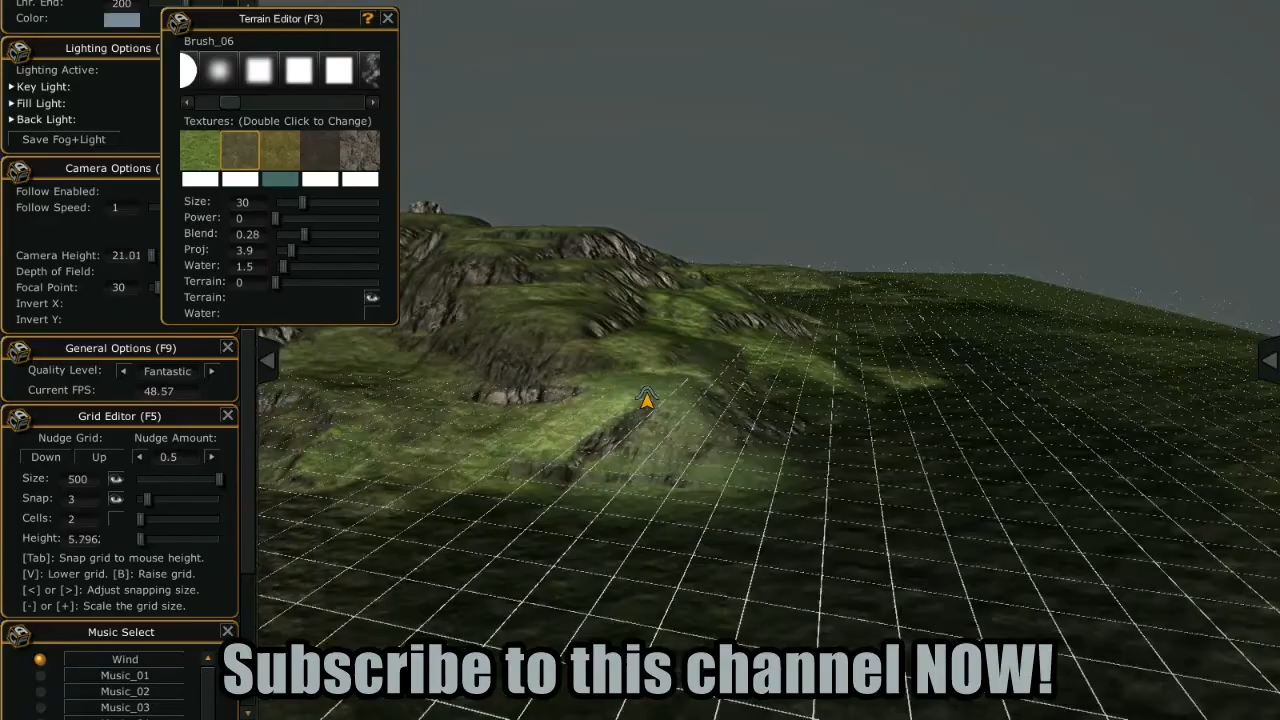 Lnr. End: 200
Color:
Lighting Options (
Lighting Active:
Key Light:
Fill Light:
Back Light:
Save Fog+Light
Camera Options (
Follow Enabled:
Follow Speed: 1
Camera Height: 21.01
Depth of Field:
Focal Point: 30
Invert X:
Invert Y:
Terrain Editor (F3) ?
Brush_06
Textures: (Double Click to Change)
Size: 30
Power: 0
Blend: 0.28
Proj: 3.9
Water: 1.5
Terrain: 0
Terrain:
Water:
General Options (F9)
Quality Level: Fantastic
Current FPS: 48.57
Grid Editor (F5)
Nudge Grid: Nudge Amount:
Down Up 0.5
Size: 500
Snap: 3
Cells: 2
Height: 5.796;
[Tab]: Snap grid to mouse height.
[V]: Lower grid. [B]: Raise grid.
[<] or [>]: Adjust snapping size.
[-] or [+]: Scale the grid size.
Music Select
Wind
Music_01
Music_02
Music_03
Subscribe to this channel NOW!